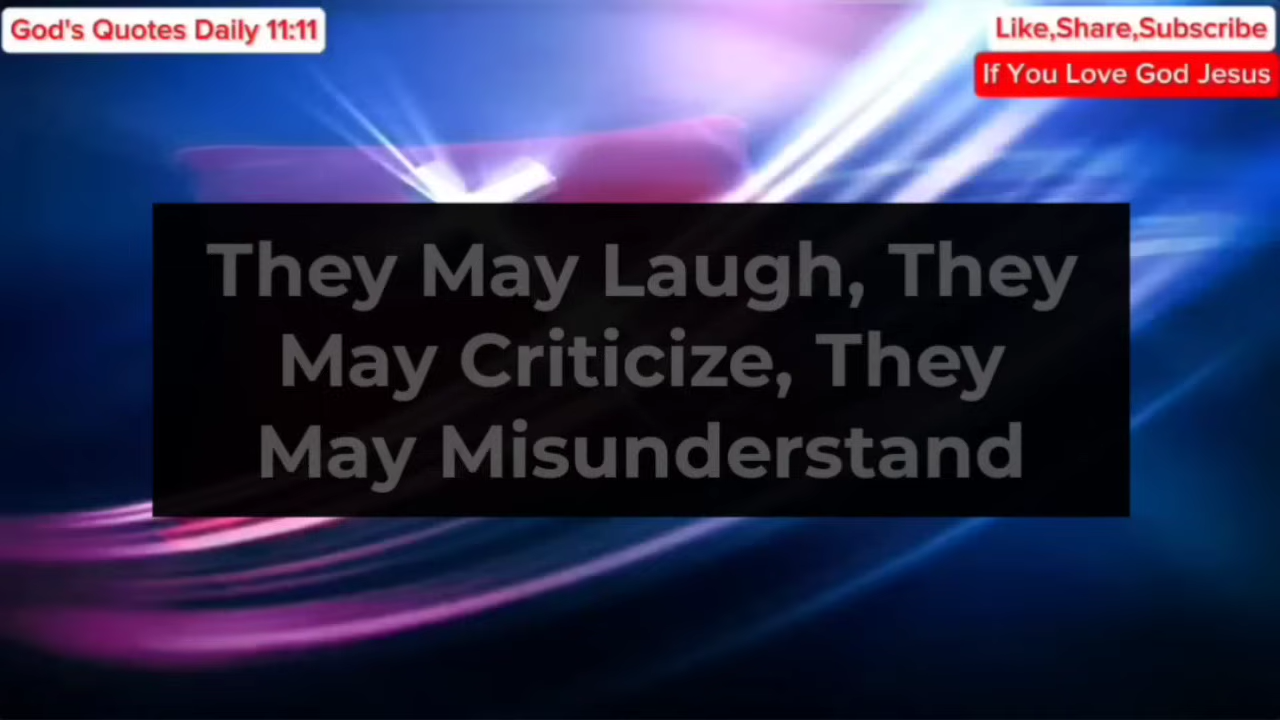 God's Quotes Daily 11:11
Like,Share,Subscribe
If You Love God Jesus
They May Laugh, They
May Criticize, They
May Misunderstand